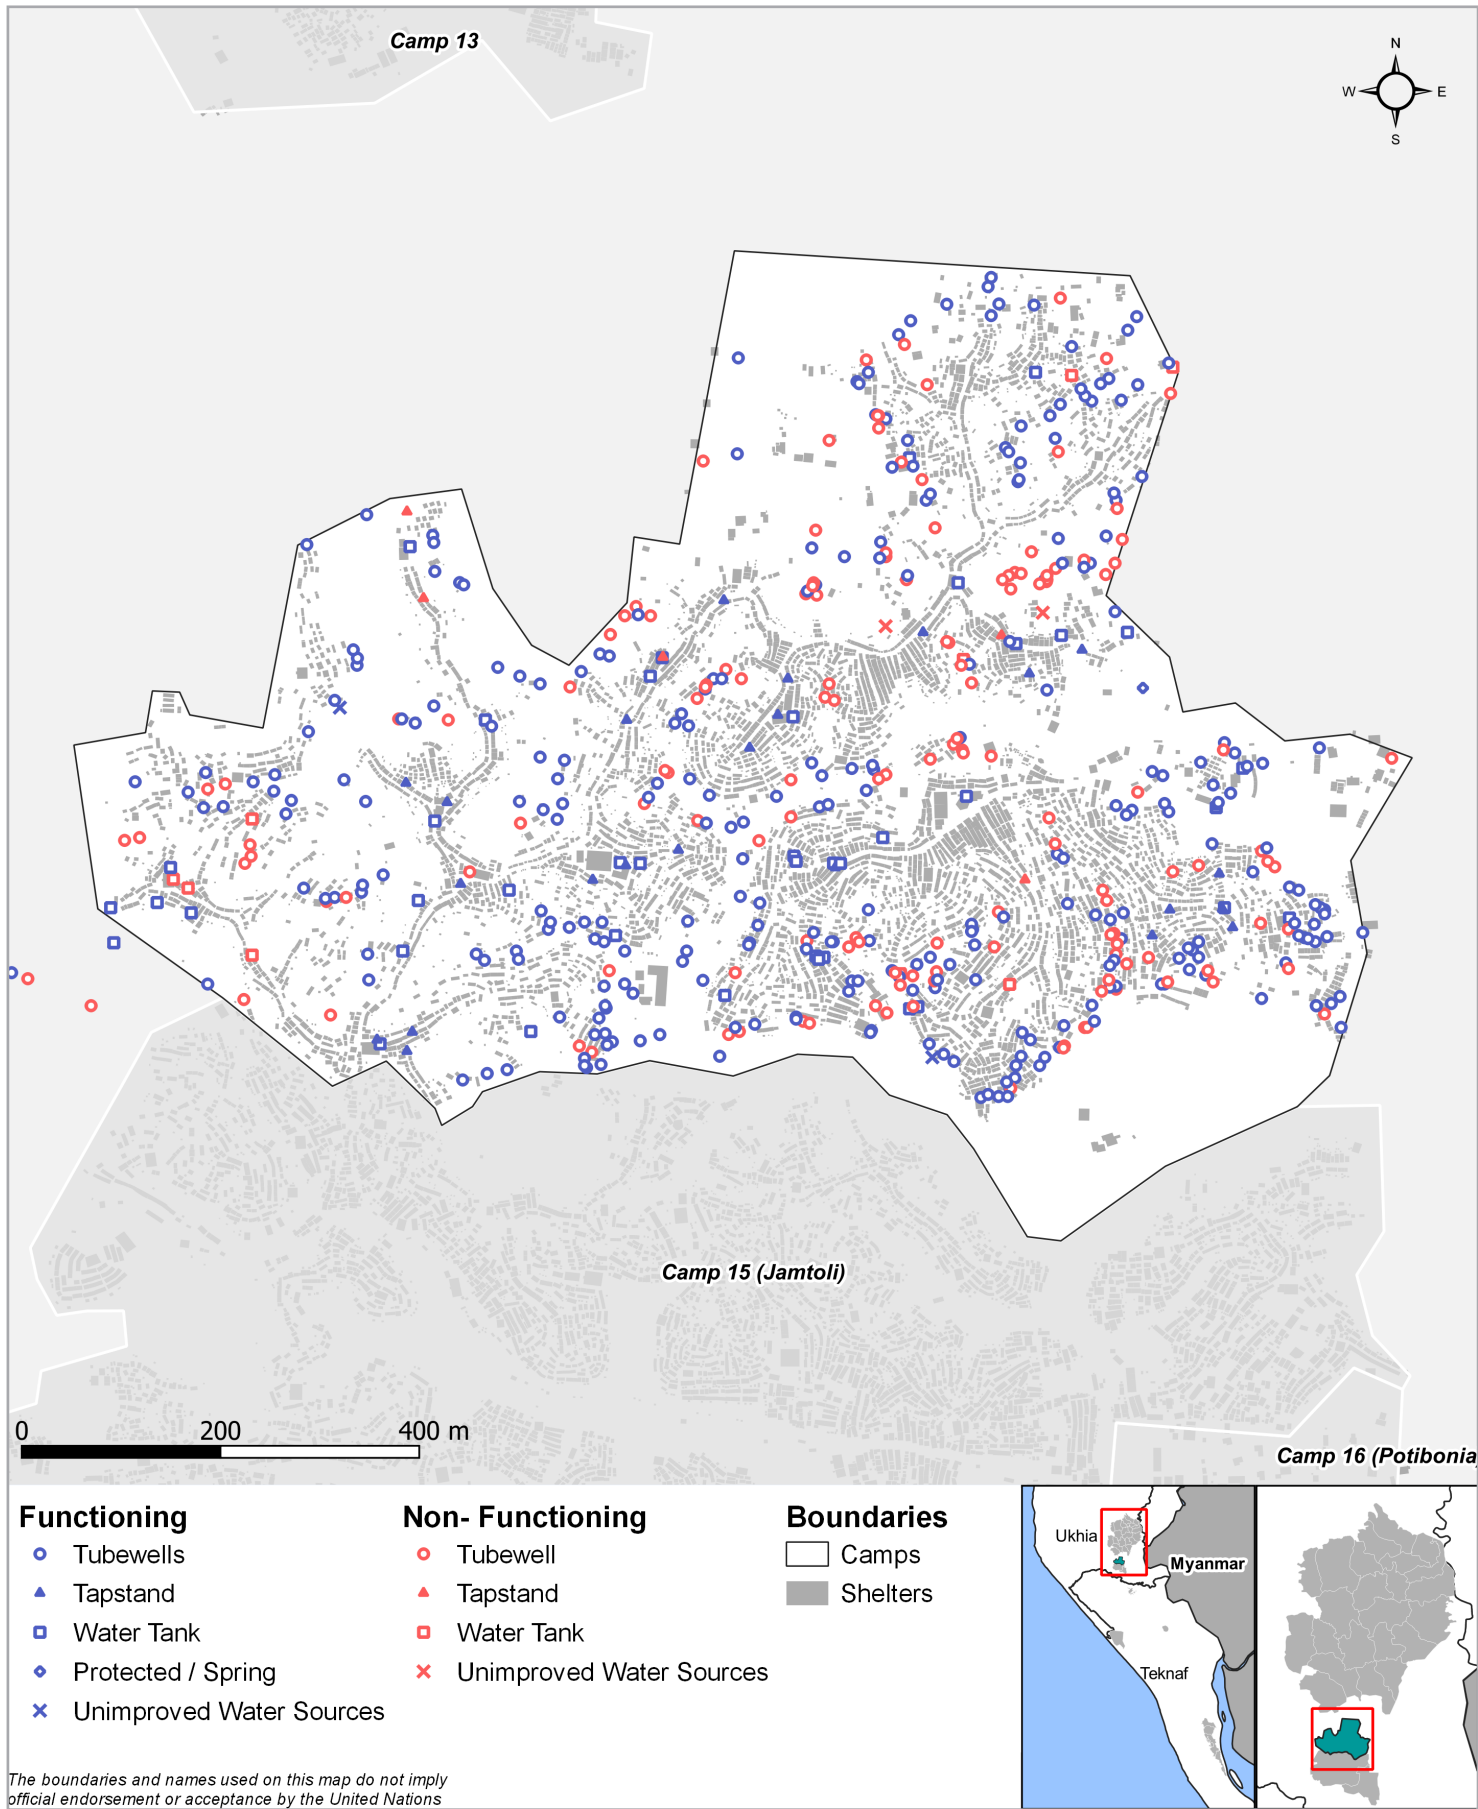 Camp 13
N
W E
S
Camp 15 (Jamtoli)
0 200 400 m
Camp 16 (Potibonia
Functioning
Tubewells
Tapstand
Water Tank
Protected / Spring
Unimproved Water Sources
Non- Functioning
Tubewell
Tapstand
Water Tank
Unimproved Water Sources
Boundaries
Camps
Shelters
Ukhia
Myanmar
Teknaf
The boundaries and names used on this map do not imply
official endorsement or acceptance by the United Nations